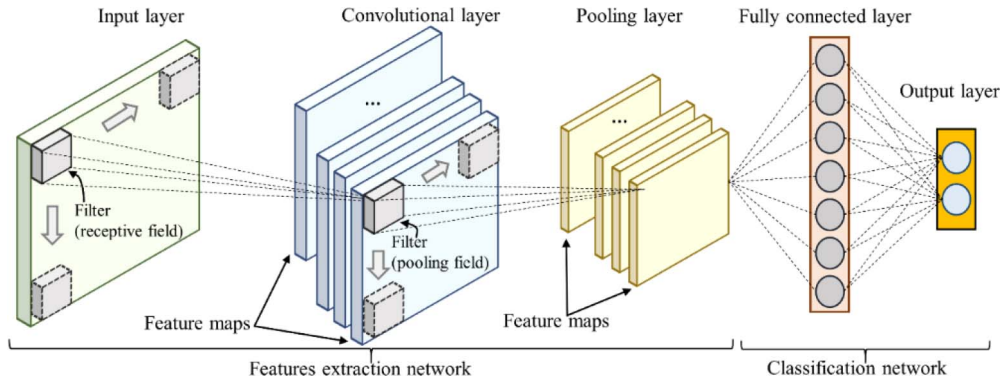 Input layer
Convolutional layer
Pooling layer
Fully connected layer
Output layer
...
...
Filter
(receptive field)
Filter
(pooling field)
Feature maps
Feature maps
Features extraction network
Classification network